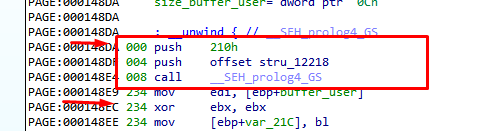 PAGE:000148DA size_buffer_user= dword ptr 0Ch
PAGE:000148DA
PAGE:000148DA ; __unwind { // __SEH_prolog4_GS
PAGE:000148DA 000 push 210h
PAGE:000148DF 004 push offset stru_12218
PAGE:000148E4 008 call __SEH_prolog4_GS
PAGE:000148E9 234 mov edi, [ebp+buffer_user]
PAGE:000148EC 234 xor ebx, ebx
PAGE:000148EE 234 mov [ebp+var_21C], bl